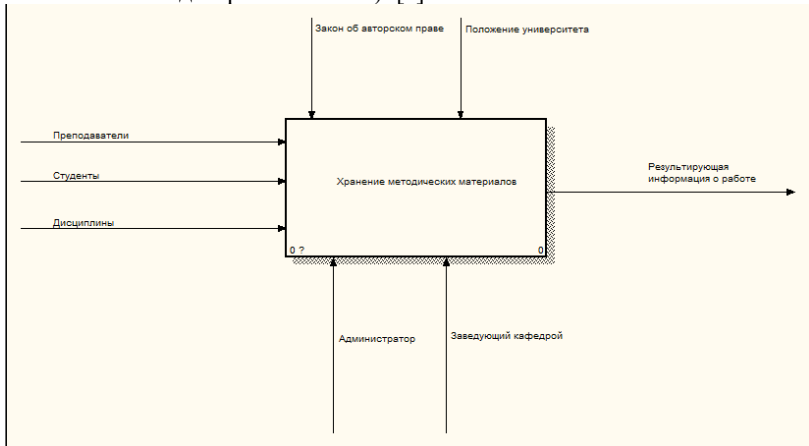 Закон об авторском праве
Положение университета
Преподаватели
Студенты
Дисциплины
Хранение методических материалов
Результирующая
информация о работе
0 ?
0
Администратор
Заведующий кафедрой